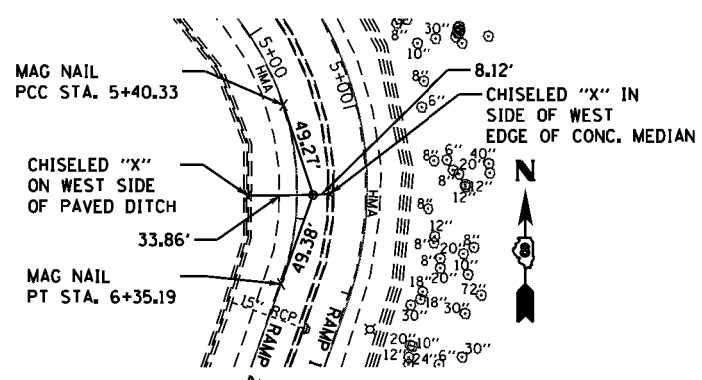 MAG NAIL
PCC STA. 5+40.33
CHISELED "X"
ON WEST SIDE
OF PAVED DITCH
33.86'
MAG NAIL
PT STA. 6+35.19
5+00
HMA
49.27'
49.38'
15" RCP
RAMP
5+00
HMA
RAMP
8.12'
CHISELED "X" IN
SIDE OF WEST
EDGE OF CONC. MEDIAN
N
8"
30"
10"
8"
6"
8"
6"
40"
20"
8"
12"
12"
8"
12"
8"
20"
8"
8"
10"
20"
18"
72"
18"
30"
30"
20"
10"
12"
24"
6"
30"